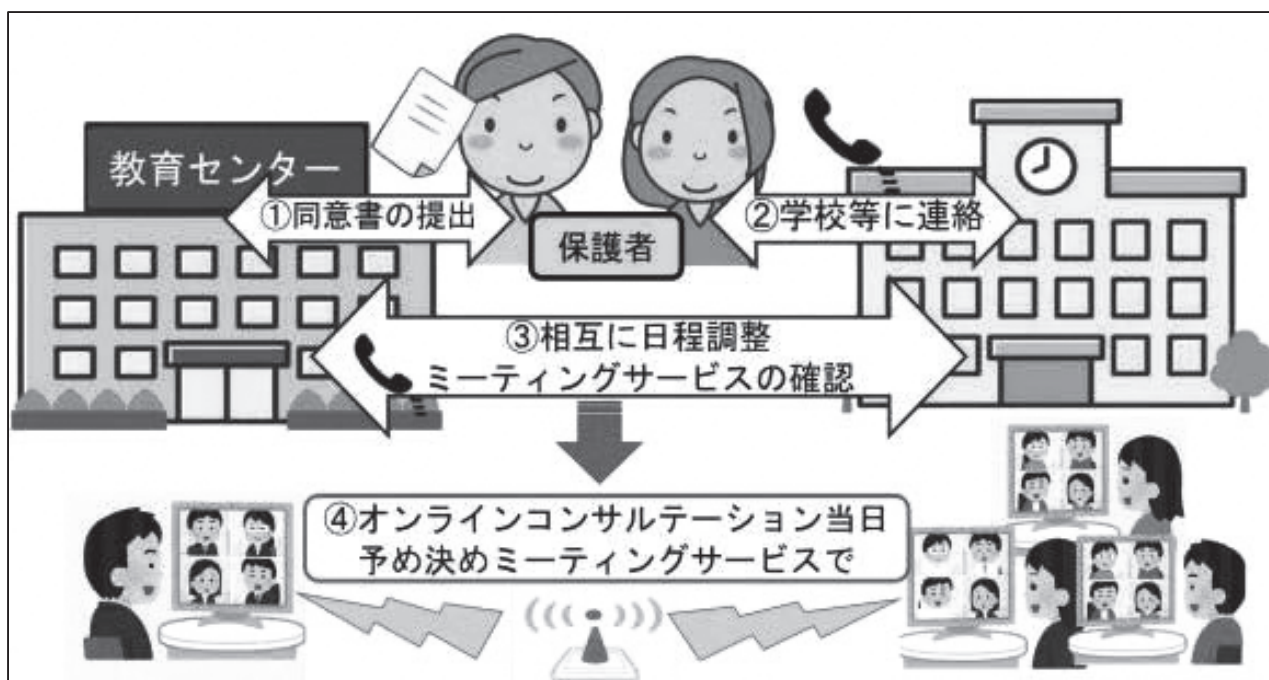 教育センター
①同意書の提出
保護者
②学校等に連絡
③相互に日程調整
ミーティングサービスの確認
④オンラインコンサルテーション当日
予め決めミーティングサービスで